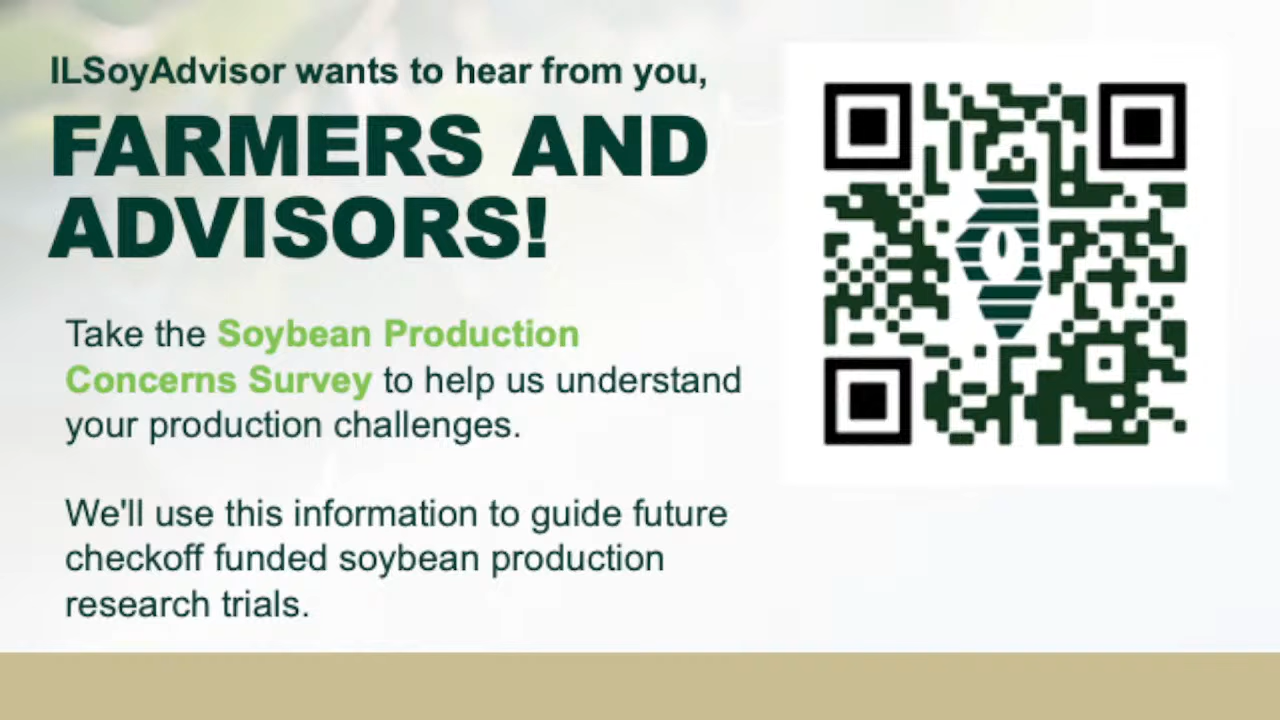 ILSoyAdvisor wants to hear from you,
FARMERS AND
ADVISORS!
Take the Soybean Production
Concerns Survey to help us understand
your production challenges.
We'll use this information to guide future
checkoff funded soybean production
research trials.